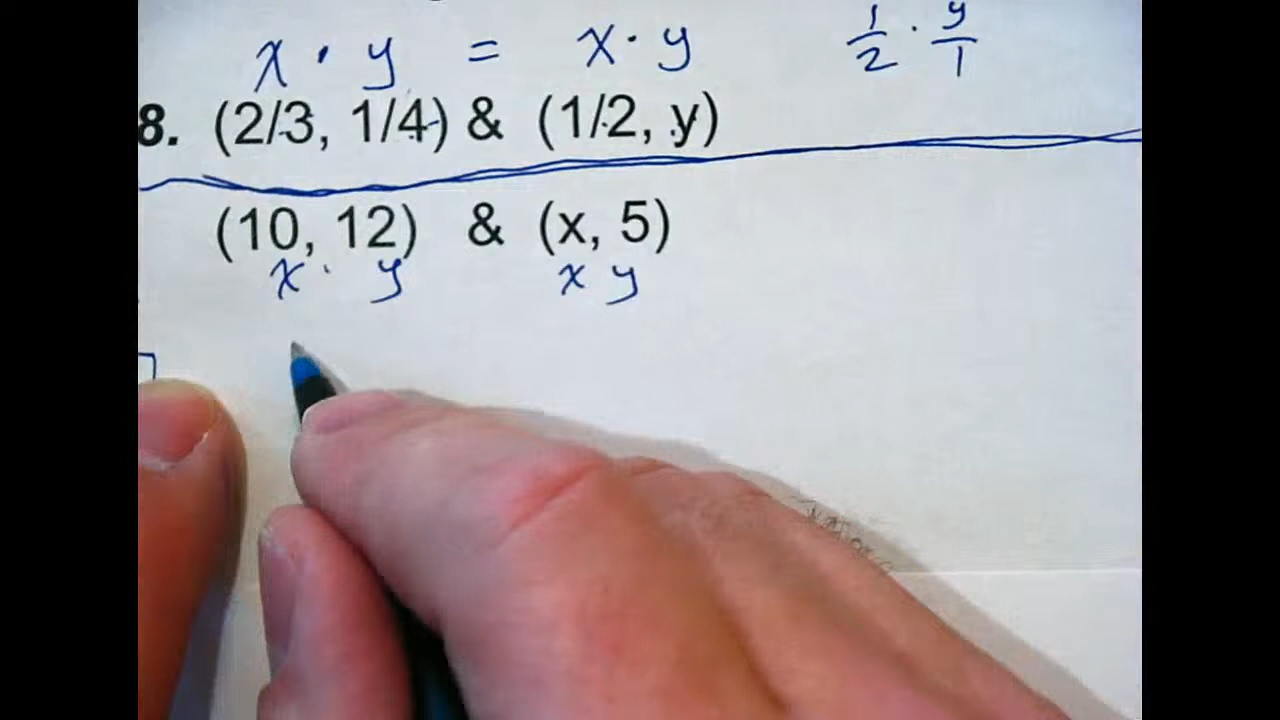 x · y = x · y 1/2 · y/1
8. (2/3, 1/4) & (1/2, y)
(10, 12) & (x, 5)
x · y x y